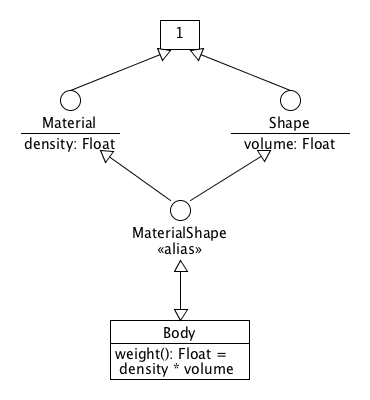 1
Material
density: Float
Shape
volume: Float
MaterialShape
«alias»
Body
weight(): Float =
density * volume